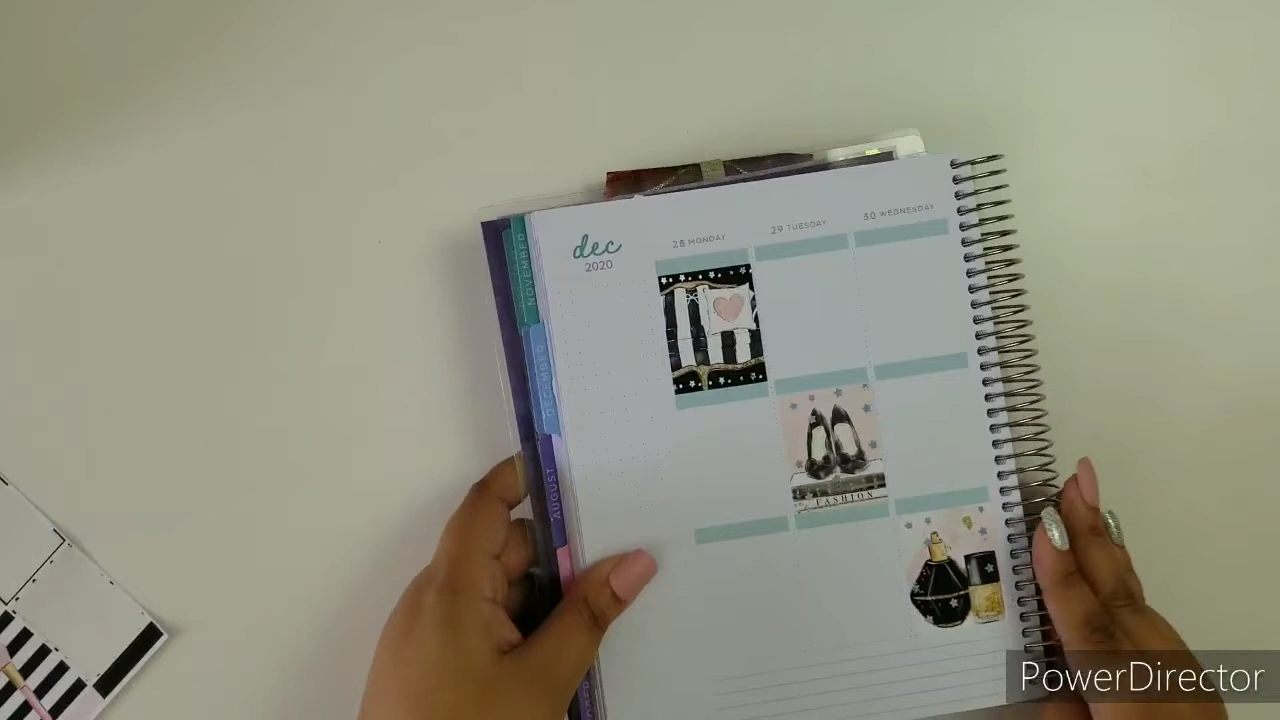 dec
2020
28 MONDAY
29 TUESDAY
30 WEDNESDAY
NOVEMBER
DECEMBER
AUGUST
FASHION
PowerDirector